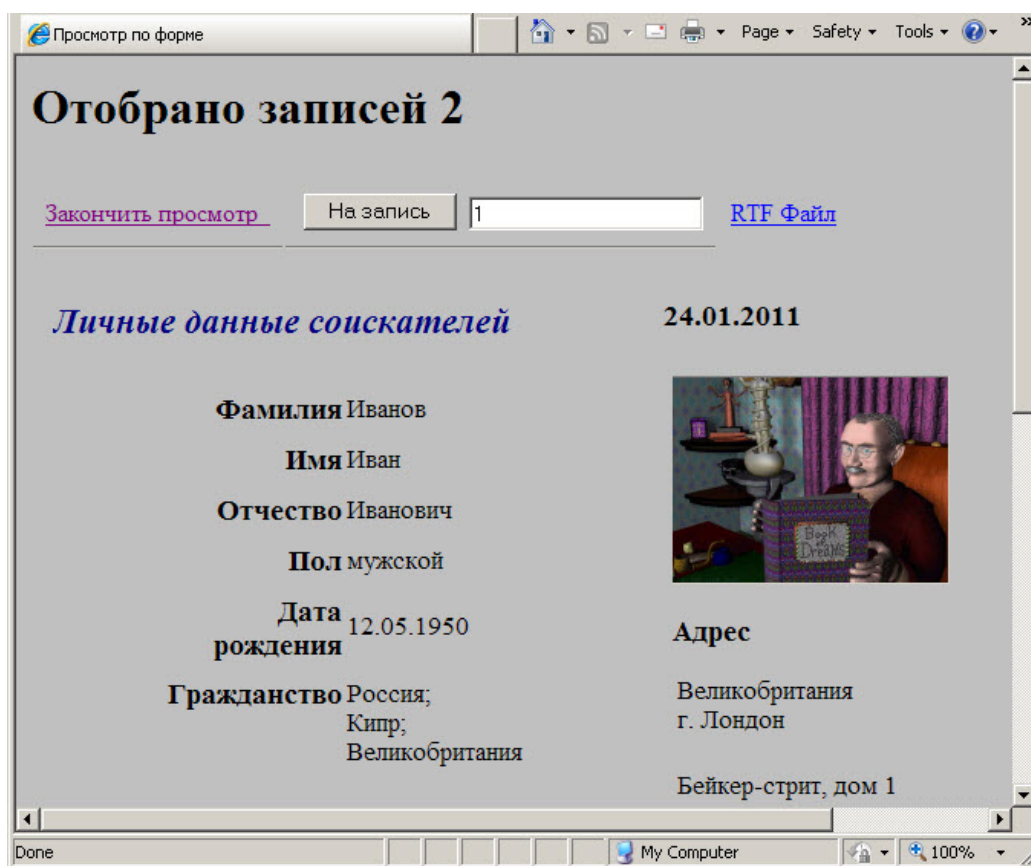 Просмотр по форме
Page Safety Tools
Отобрано записей 2
Закончить просмотр На запись 1 RTF Файл
Личные данные соискателей 24.01.2011
Фамилия Иванов
Имя Иван
Отчество Иванович
Пол мужской
Book
of
Dreams
Дата
рождения
12.05.1950
Адрес
Гражданство Россия;
Кипр;
Великобритания
Великобритания
г. Лондон
Бейкер-стрит, дом 1
Done My Computer 100%